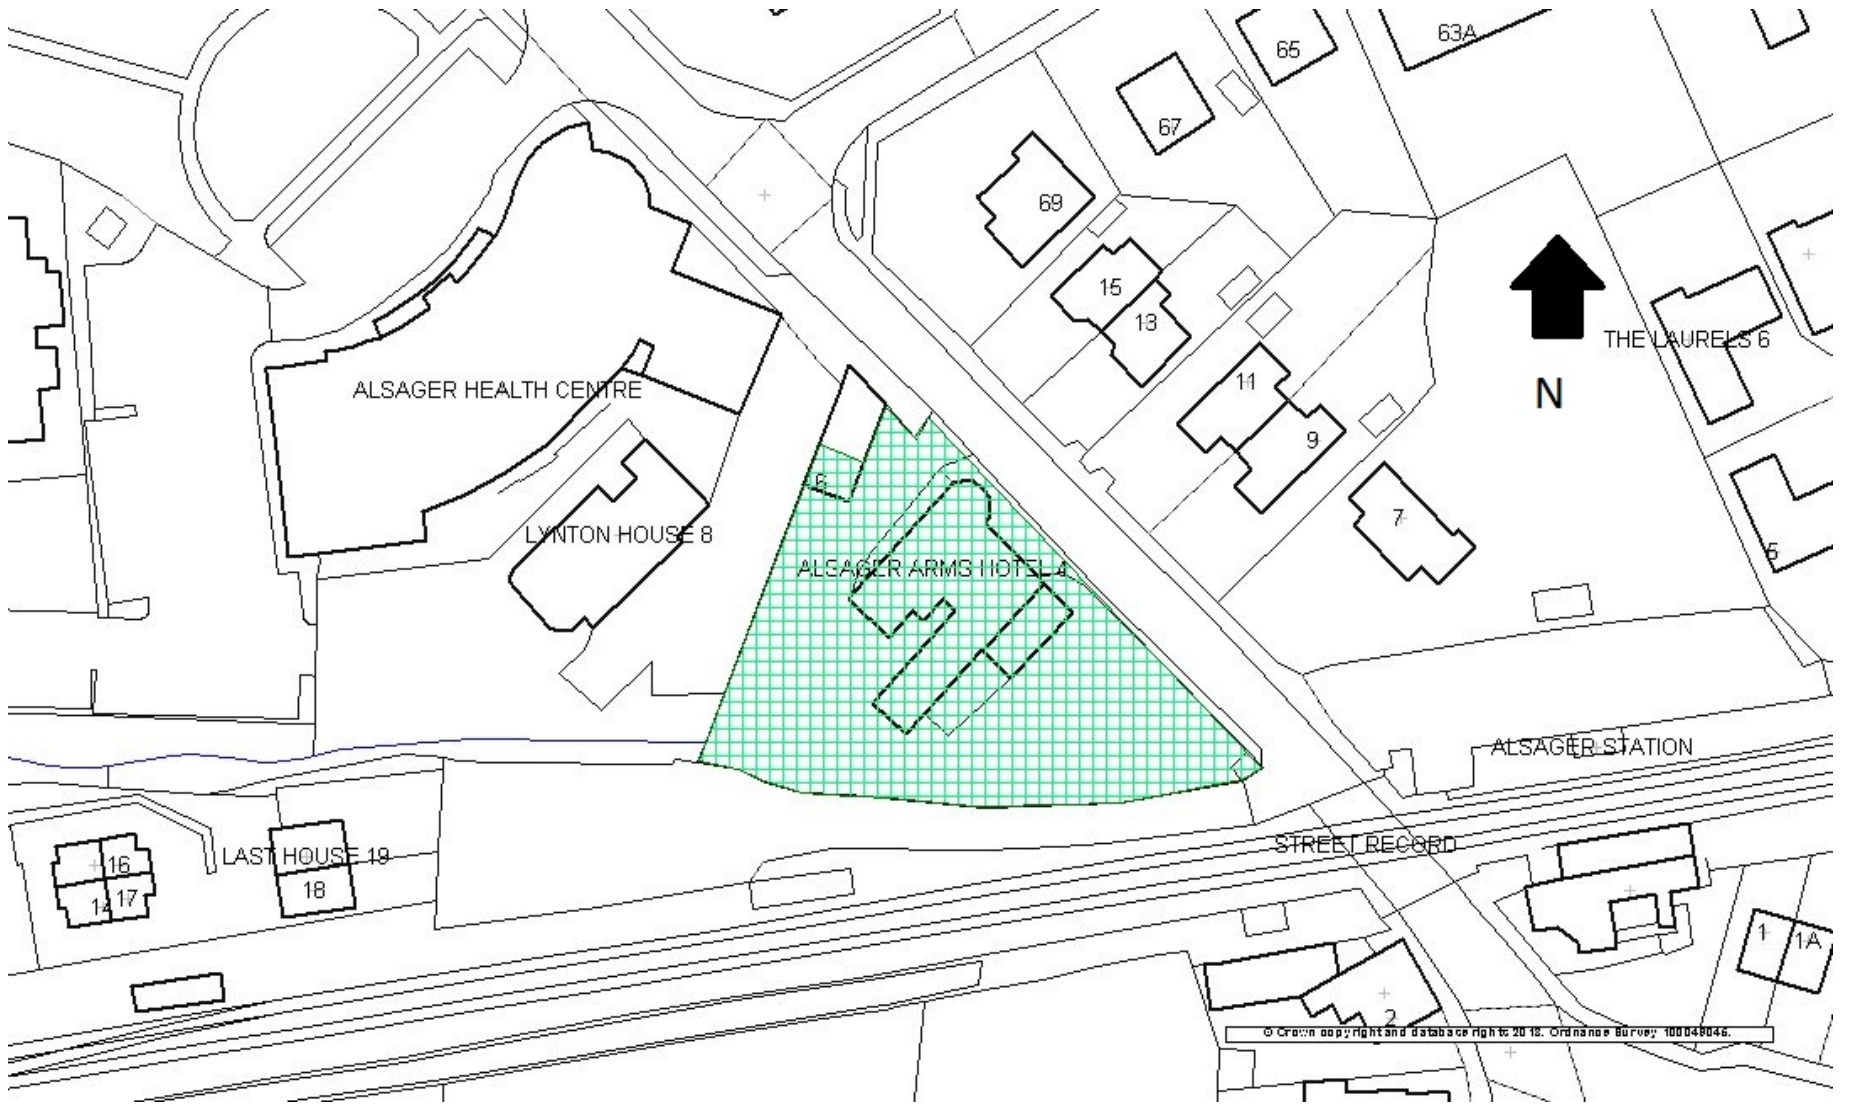 63A
65
67
69
15
13
11
9
7
N
THE LAURELS 6
5
ALSAGER HEALTH CENTRE
LYNTON HOUSE 8
6
ALSAGER ARMS HOTEL 4
ALSAGER STATION
STREET RECORD
LAST HOUSE 19
16
17
14
18
1
1A
2
© Crown copyright and database rights 2018. Ordnance Survey 100049046.